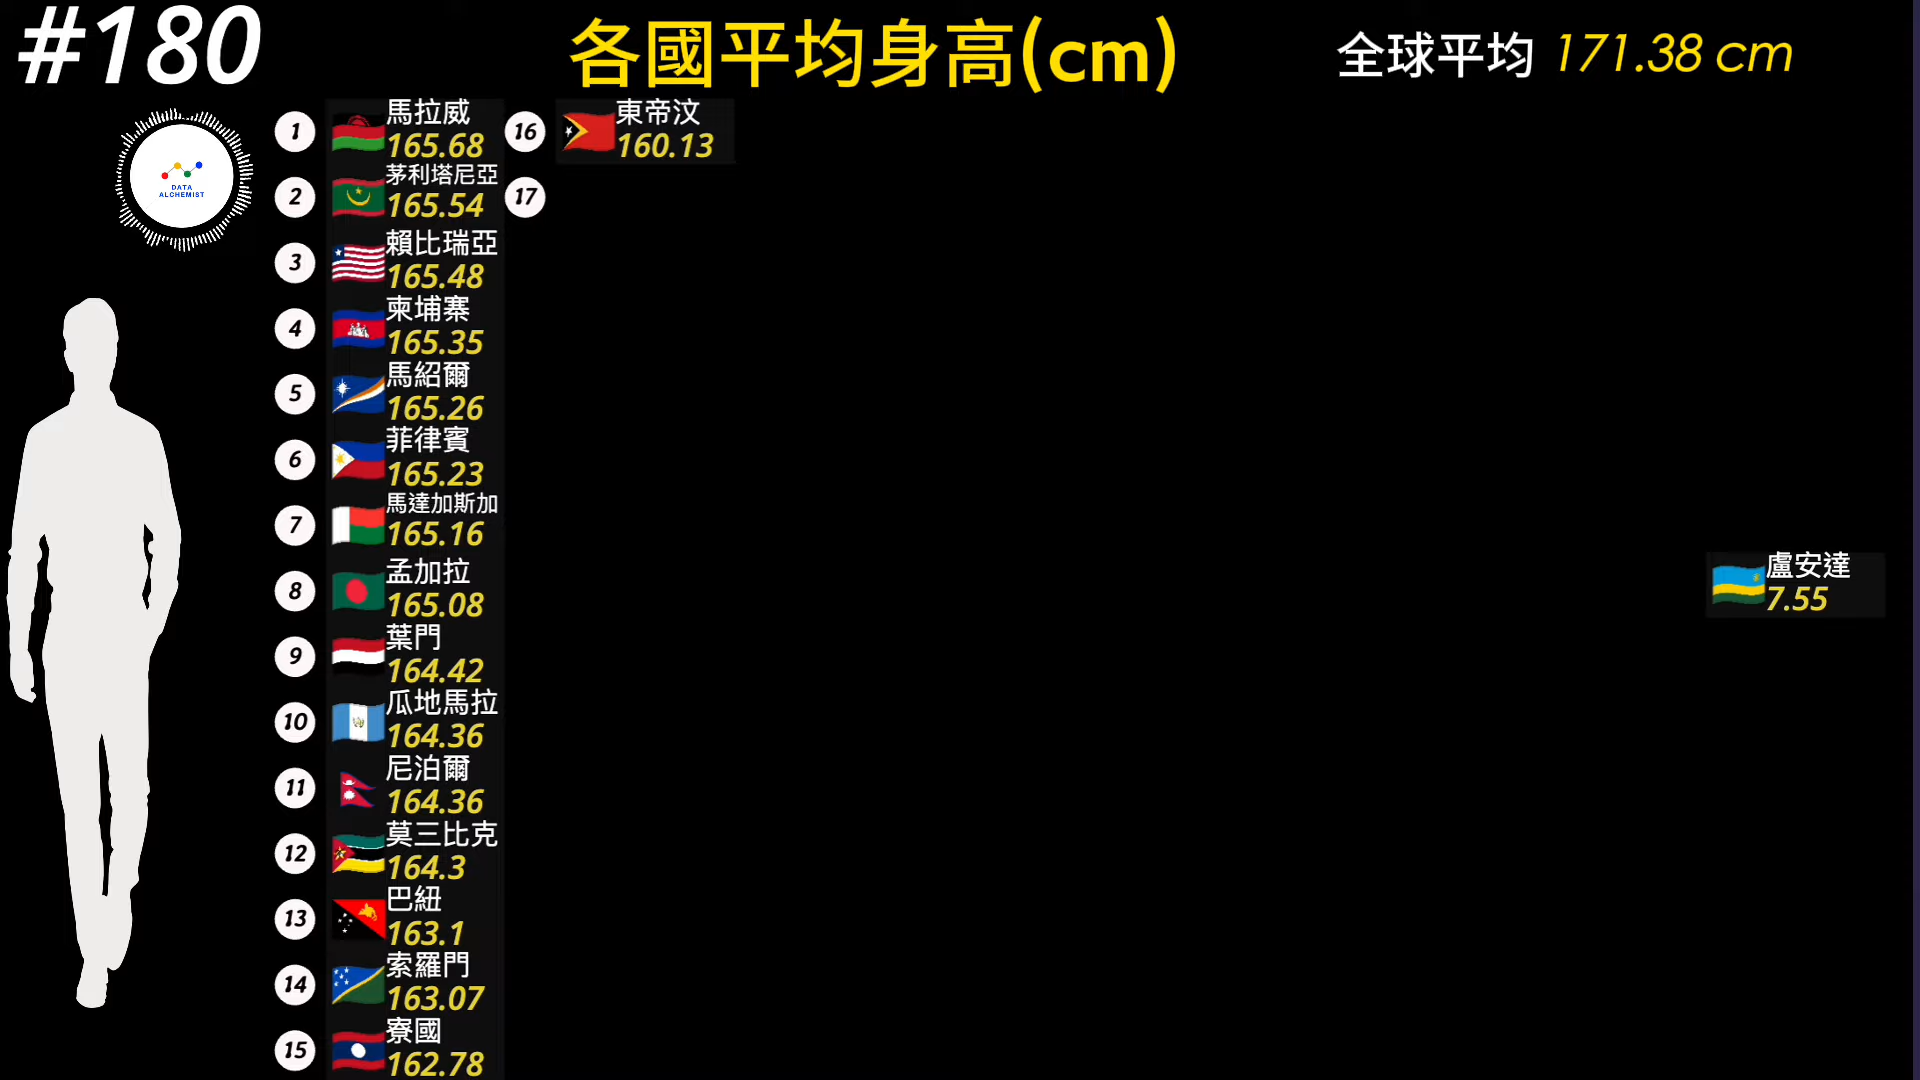 #180
各國平均身高(cm)
全球平均 171.38 cm
DATA
ALCHEMIST
1 馬拉威
165.68
2 茅利塔尼亞
165.54
3 賴比瑞亞
165.48
4 柬埔寨
165.35
5 馬紹爾
165.26
6 菲律賓
165.23
7 馬達加斯加
165.16
8 孟加拉
165.08
9 葉門
164.42
10 瓜地馬拉
164.36
11 尼泊爾
164.36
12 莫三比克
164.3
13 巴紐
163.1
14 索羅門
163.07
15 寮國
162.78
16 東帝汶
160.13
17
盧安達
7.55